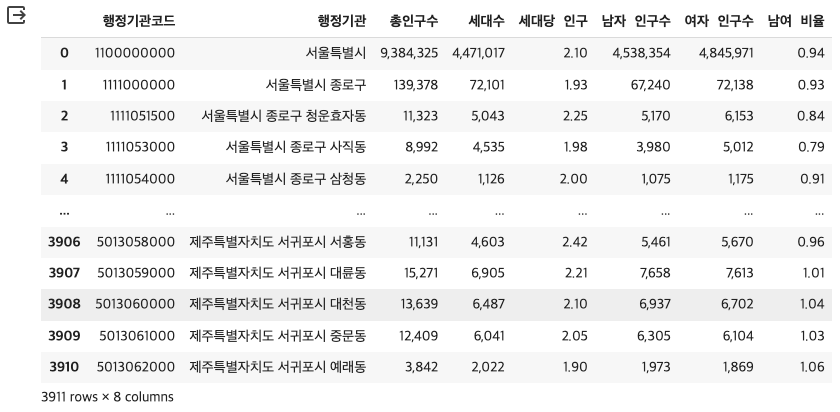 행정기관코드 행정기관 총인구수 세대수 세대당 인구 남자 인구수 여자 인구수 남여 비율
0 1100000000 서울특별시 9,384,325 4,471,017 2.10 4,538,354 4,845,971 0.94
1 1111000000 서울특별시 종로구 139,378 72,101 1.93 67,240 72,138 0.93
2 1111051500 서울특별시 종로구 청운효자동 11,323 5,043 2.25 5,170 6,153 0.84
3 1111053000 서울특별시 종로구 사직동 8,992 4,535 1.98 3,980 5,012 0.79
4 1111054000 서울특별시 종로구 삼청동 2,250 1,126 2.00 1,075 1,175 0.91
... ... ... ... ... ... ... ... ...
3906 5013058000 제주특별자치도 서귀포시 서홍동 11,131 4,603 2.42 5,461 5,670 0.96
3907 5013059000 제주특별자치도 서귀포시 대륜동 15,271 6,905 2.21 7,658 7,613 1.01
3908 5013060000 제주특별자치도 서귀포시 대천동 13,639 6,487 2.10 6,937 6,702 1.04
3909 5013061000 제주특별자치도 서귀포시 중문동 12,409 6,041 2.05 6,305 6,104 1.03
3910 5013062000 제주특별자치도 서귀포시 예래동 3,842 2,022 1.90 1,973 1,869 1.06
3911 rows × 8 columns